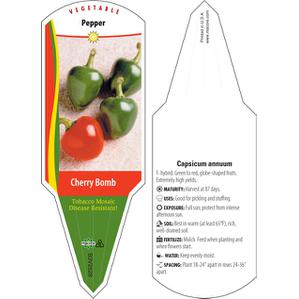 VEGETABLE
Pepper
Cherry Bomb
Tobacco Mosaic
Disease Resistant!
Printed in U.S.A.
Capsicum annuum
F₁ hybrid. Green to red, globe-shaped fruits.
Extremely high yields.
MATURITY: Harvest at 87 days.
USES: Good for pickling and stuffing.
EXPOSURE: Full sun, protect from intense
afternoon sun.
SOIL: Best in warm (at least 65°F), rich,
well-drained soil.
FERTILIZE: Mulch. Feed when planting and
when flowers start.
WATER: Keep evenly moist.
SPACING: Plant 18-24" apart in rows 24-36"
apart.